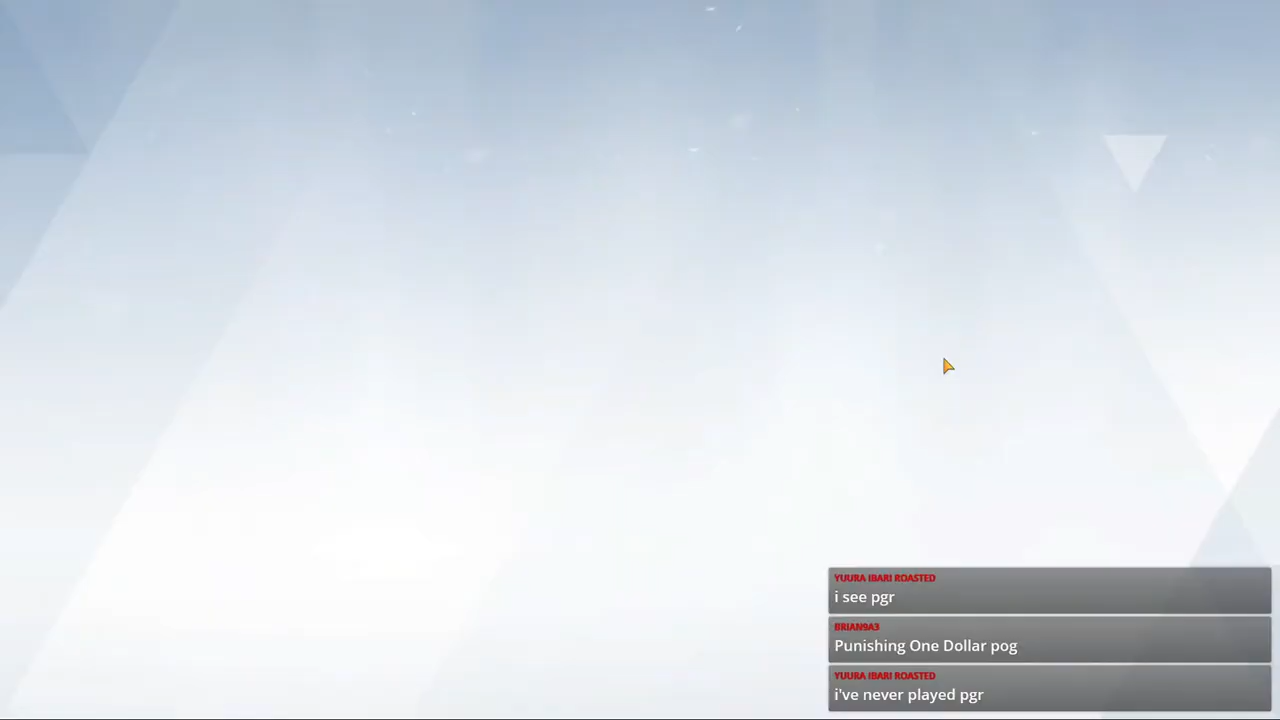 YUURA IBARI ROASTED
i see pgr
BRIAN9A3
Punishing One Dollar pog
YUURA IBARI ROASTED
i've never played pgr